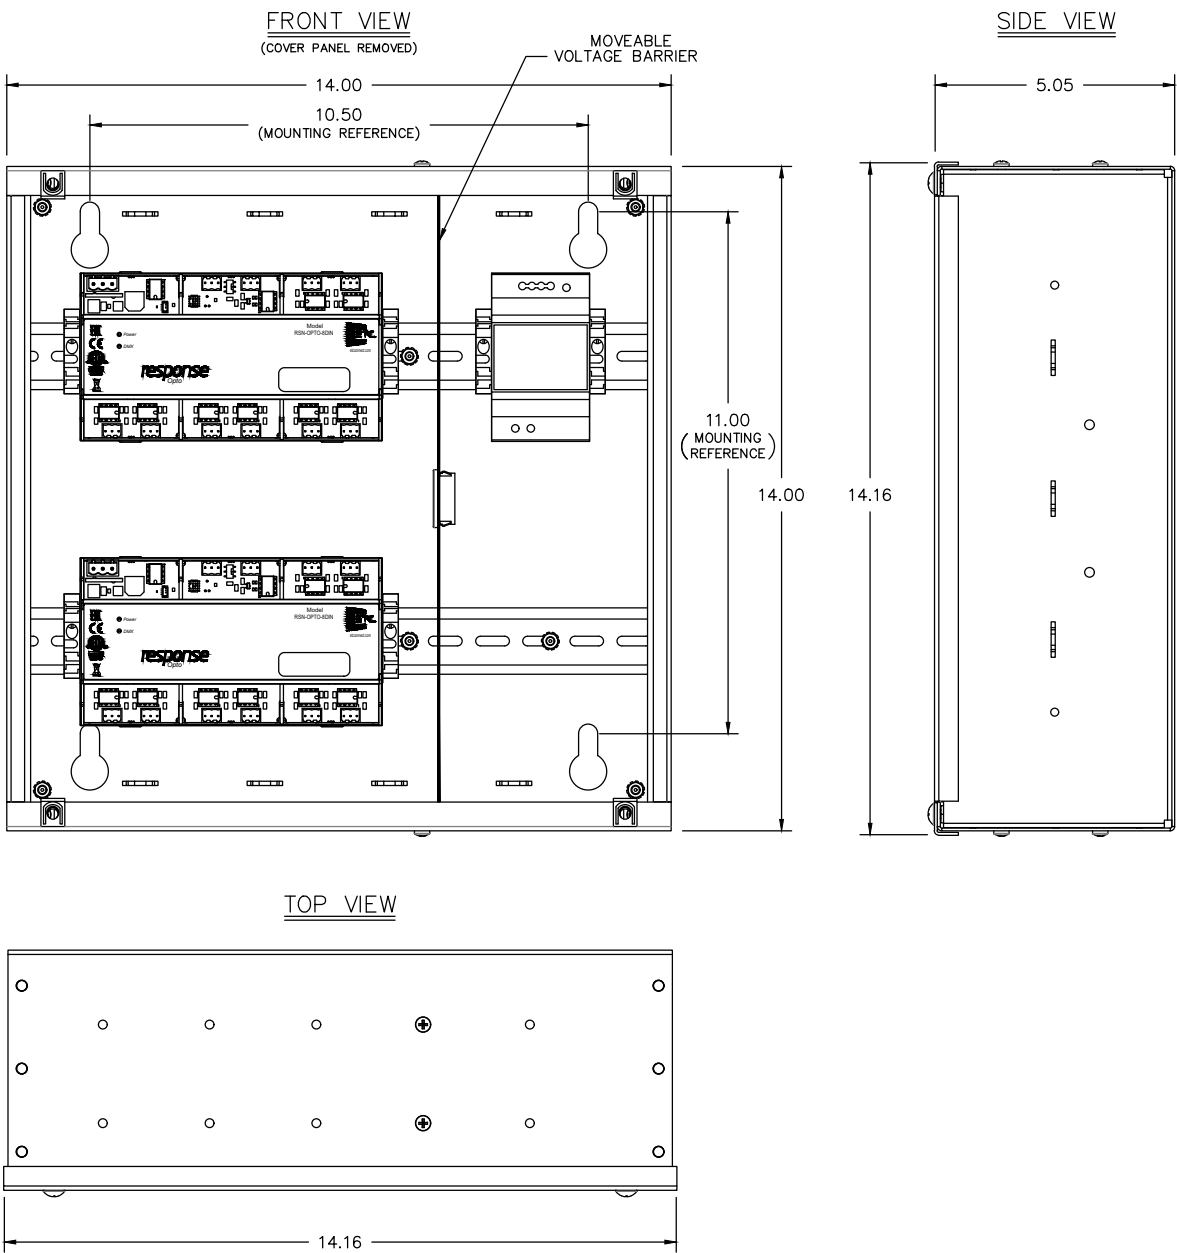 FRONT VIEW
(COVER PANEL REMOVED)
SIDE VIEW
MOVEABLE
VOLTAGE BARRIER
14.00
5.05
10.50
(MOUNTING REFERENCE)
Power
DMX
Model
RSN-OPTO-8DIN
response
Opto
11.00
(MOUNTING
REFERENCE)
14.00
14.16
Power
DMX
Model
RSN-OPTO-8DIN
response
Opto
TOP VIEW
14.16